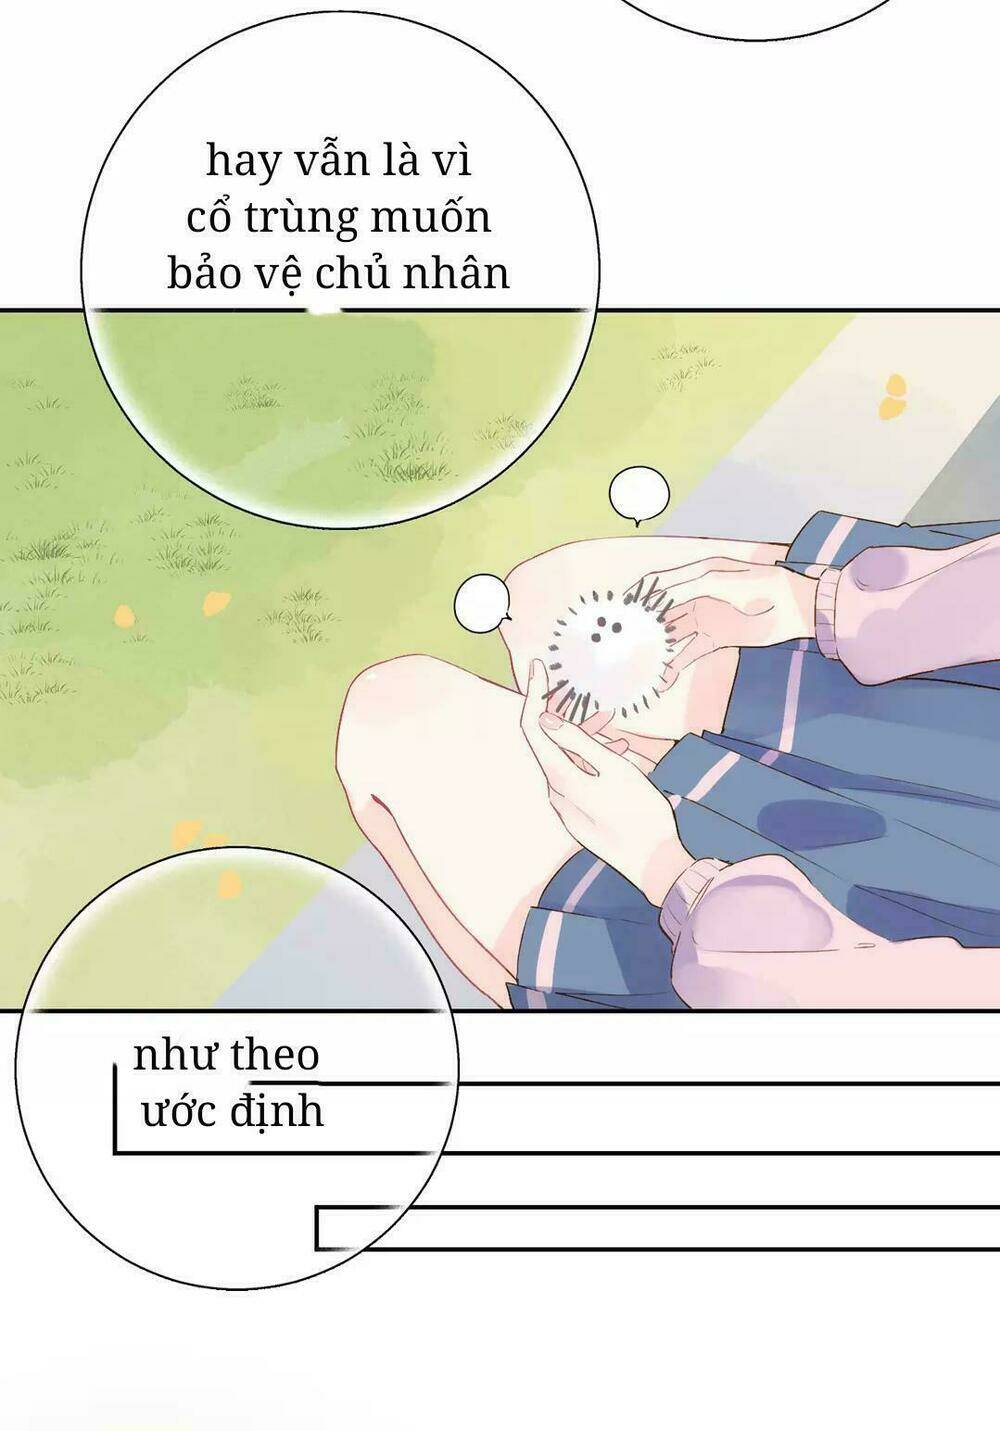 hay vẫn là vì
cổ trùng muốn
bảo vệ chủ nhân
như theo
ước định